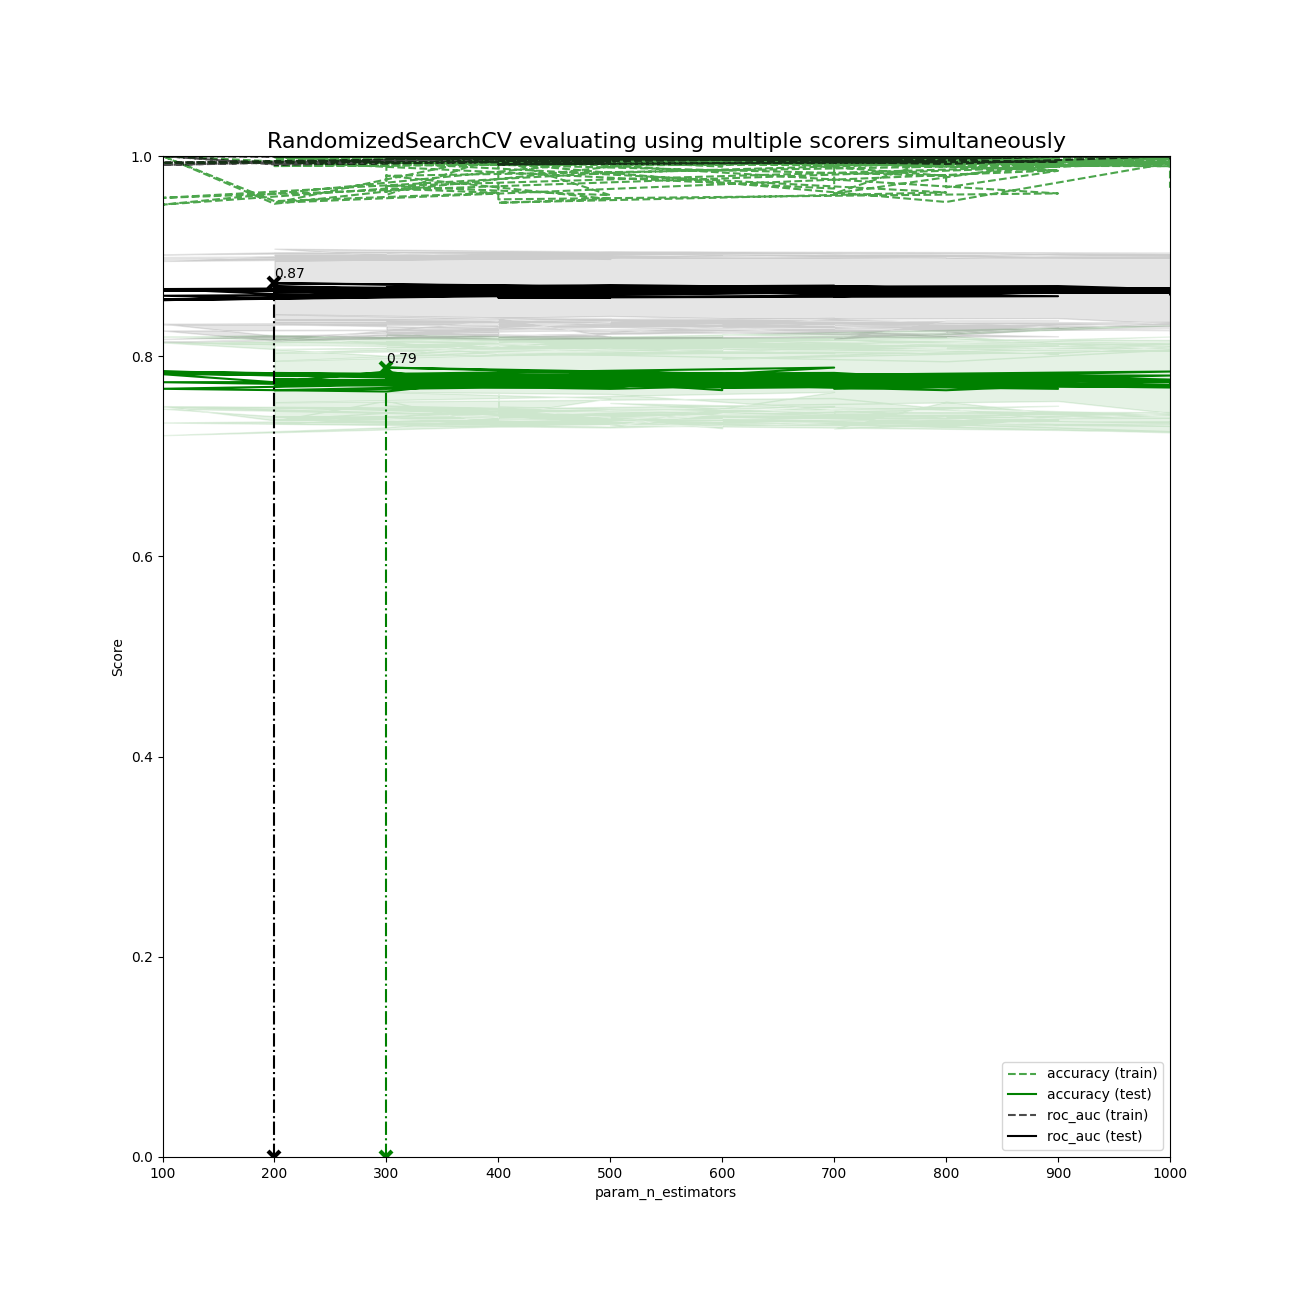 RandomizedSearchCV evaluating using multiple scorers simultaneously
1.0
0.87
0.8
0.79
0.6
Score
0.4
0.2
0.0
accuracy (train)
accuracy (test)
roc_auc (train)
roc_auc (test)
100 200 300 400 500 600 700 800 900 1000
param_n_estimators